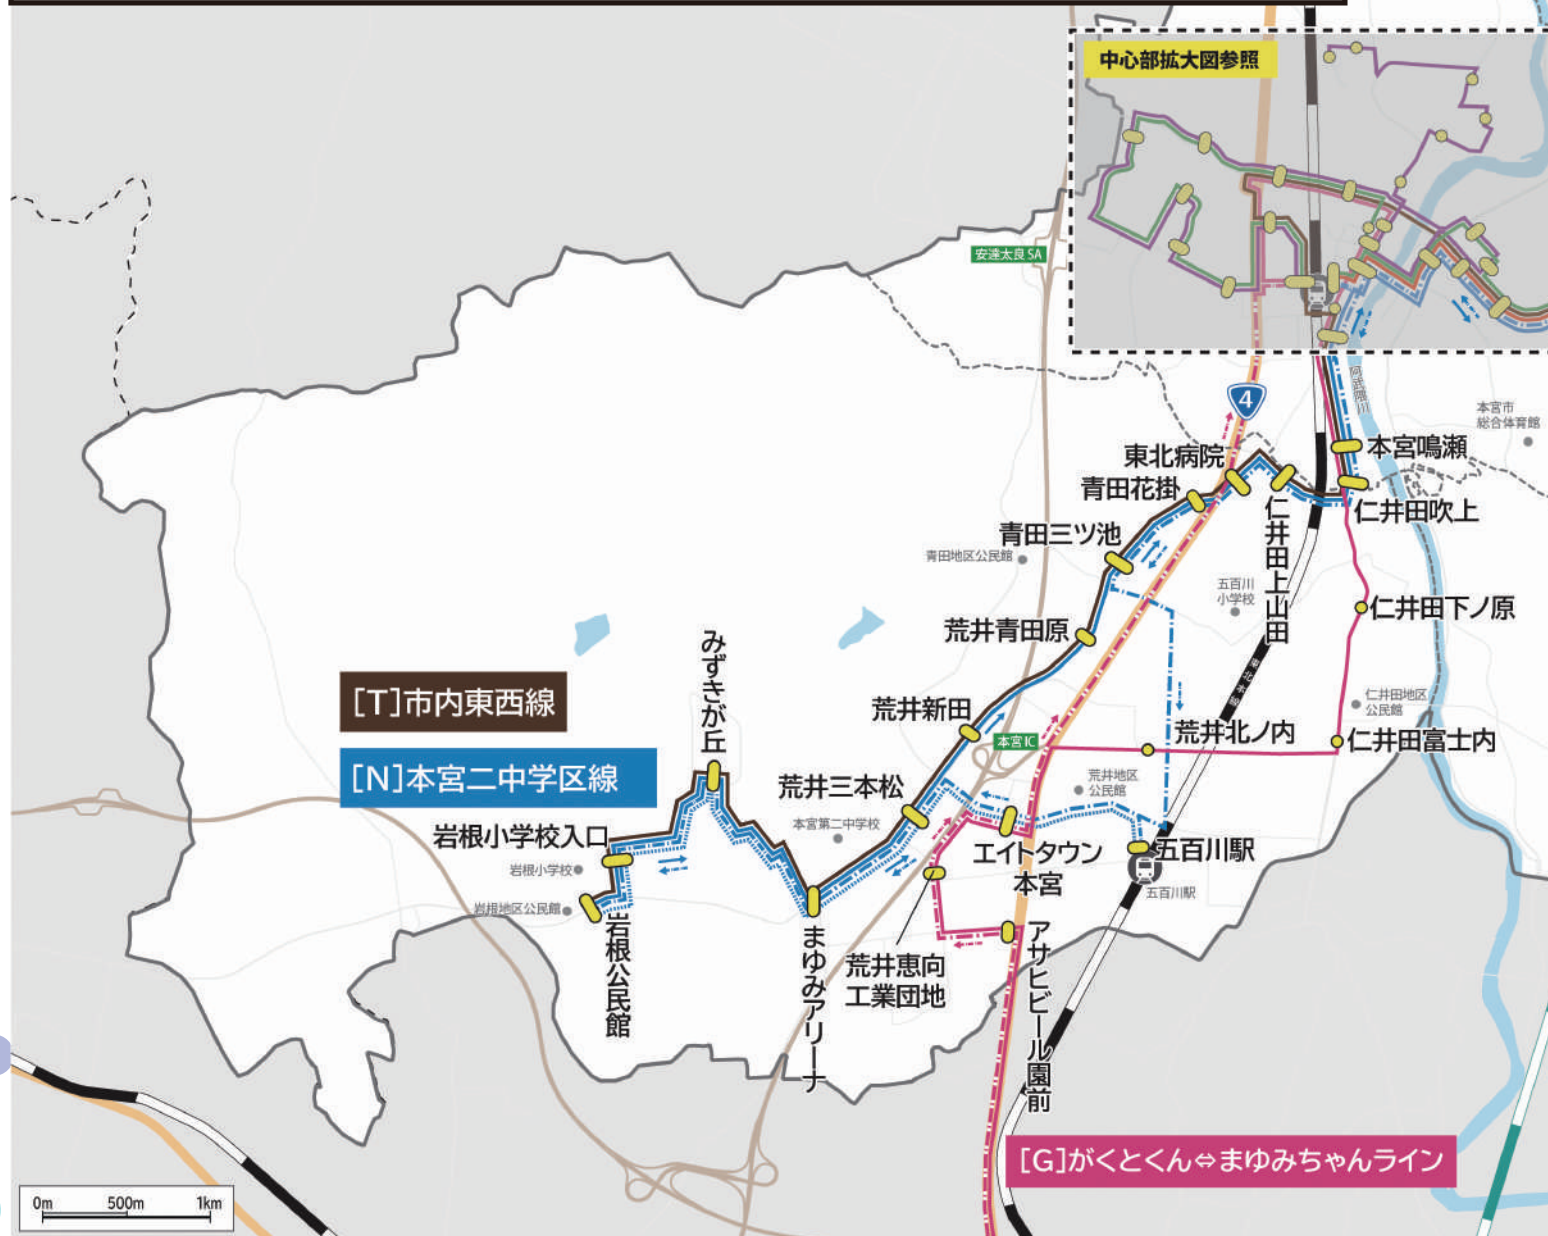 中心部拡大図参照
安達太良SA
4
阿武隈川
本宮市
総合体育館
東北病院
本宮鳴瀬
青田花掛
仁井田吹上
仁井田上山田
青田三ツ池
青田地区公民館
五百川
小学校
仁井田下ノ原
荒井青田原
みずきが丘
[T]市内東西線
東北本線
仁井田地区
公民館
荒井新田
本宮IC
荒井北ノ内
仁井田富士内
[N]本宮二中学区線
荒井三本松
荒井地区
公民館
本宮第二中学校
岩根小学校入口
エイトタウン
本宮
五百川駅
岩根小学校
五百川駅
岩根地区公民館
岩根公民館
まゆみアリーナ
荒井恵向
工業団地
アサヒビール園前
[G]がくとくん⇔まゆみちゃんライン
0m 500m 1km